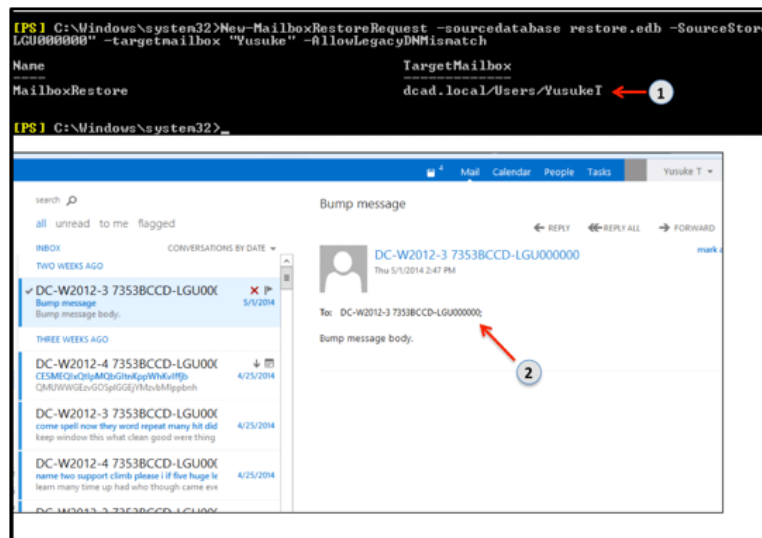 [PS] C:\Windows\system32>New-MailboxRestoreRequest -sourcedatabase restore.edb -SourceStor
LGU000000" -targetmailbox "Yusuke" -AllowLegacyDNMismatch
Name TargetMailbox
---- -------------
MailboxRestore dcad.local/Users/YusukeT 1
[PS] C:\Windows\system32>_
4 Mail Calendar People Tasks Yusuke T
search
all unread to me flagged
INBOX CONVERSATIONS BY DATE
TWO WEEKS AGO
DC-W2012-3 7353BCCD-LGU00(
Bump message 5/1/2014
Bump message body.
THREE WEEKS AGO
DC-W2012-4 7353BCCD-LGU00(
4/25/2014
DC-W2012-3 7353BCCD-LGU00(
come spell now they word repeat many hit did 4/25/2014
keep window this what clean good were thing
DC-W2012-4 7353BCCD-LGU00(
name two support climb please i if five huge le 4/25/2014
learn many time up had who though came eve
DC-W2012-3 7353BCCD-LGU00(
Bump message
REPLY REPLY ALL FORWARD
DC-W2012-3 7353BCCD-LGU000000
mark a
Thu 5/1/2014 2:47 PM
To: DC-W2012-3 7353BCCD-LGU000000;
Bump message body.
2